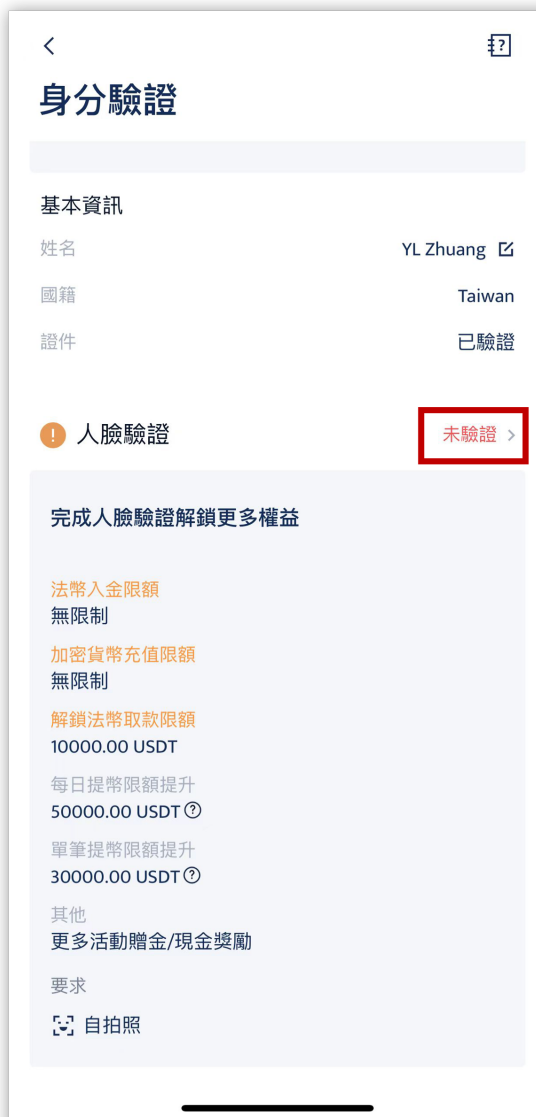 身分驗證
基本資訊
姓名 YL Zhuang
國籍 Taiwan
證件 已驗證
人臉驗證 未驗證
完成人臉驗證解鎖更多權益
法幣入金限額
無限制
加密貨幣充值限額
無限制
解鎖法幣取款限額
10000.00 USDT
每日提幣限額提升
50000.00 USDT
單筆提幣限額提升
30000.00 USDT
其他
更多活動贈金/現金獎勵
要求
自拍照